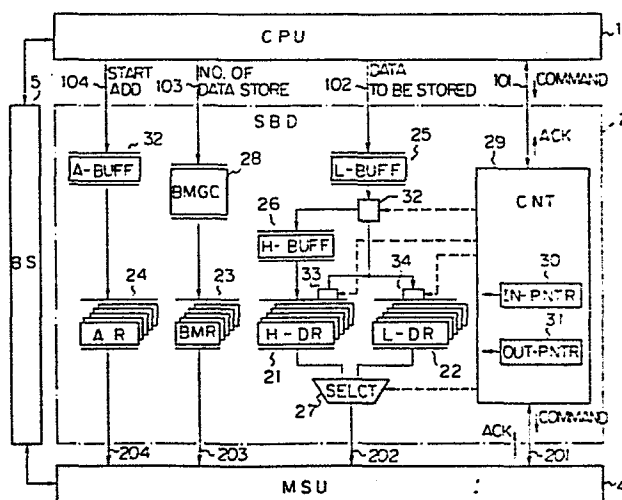 CPU
1
5
104
START
ADD
103
NO. OF
DATA STORE
102
DATA
TO BE STORED
101
COMMAND
SBD
2
ACK
32
A-BUFF
28
BMGC
25
L-BUFF
29
CNT
32
26
H-BUFF
BS
24
AR
23
BMR
33
H-DR
21
34
L-DR
22
30
IN-PNTR
31
OUT-PNTR
SELCT
27
COMMAND
ACK
204
203
202
201
MSU
4